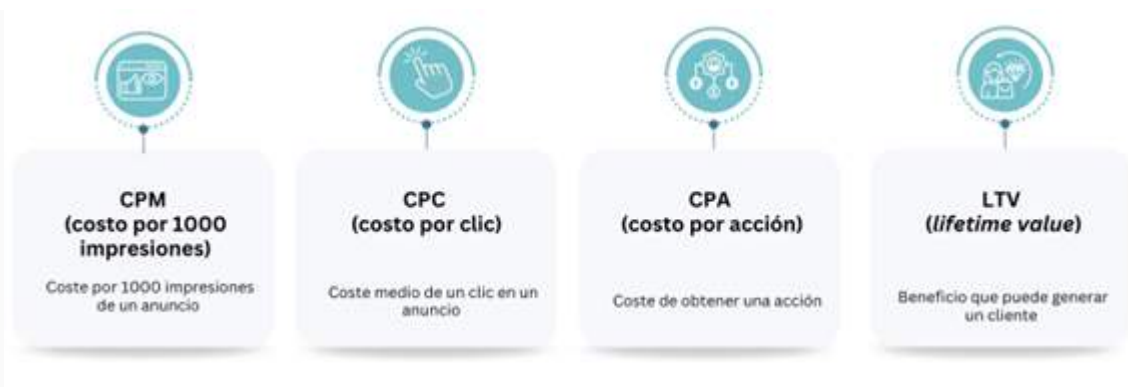 CPM
(costo por 1000
impresiones)
Coste por 1000 impresiones
de un anuncio
CPC
(costo por clic)
Coste medio de un clic en un
anuncio
CPA
(costo por acción)
Coste de obtener una acción
LTV
(lifetime value)
Beneficio que puede generar
un cliente